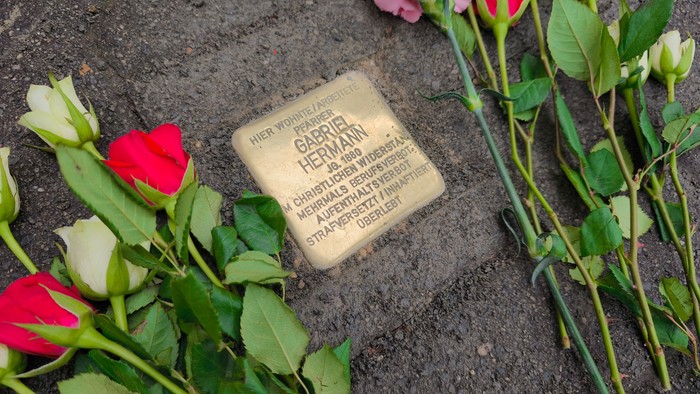 HIER WOHNTE/ARBEITETE
PFARRER
GABRIEL
HERMANN
JG. 1880
IM CHRISTLICHEN WIDERSTAND
MEHRMALS BERUFSVERBOT
AUFENTHALTSVERBOT
STRAFVERSETZT/INHAFTIERT
ÜBERLEBT